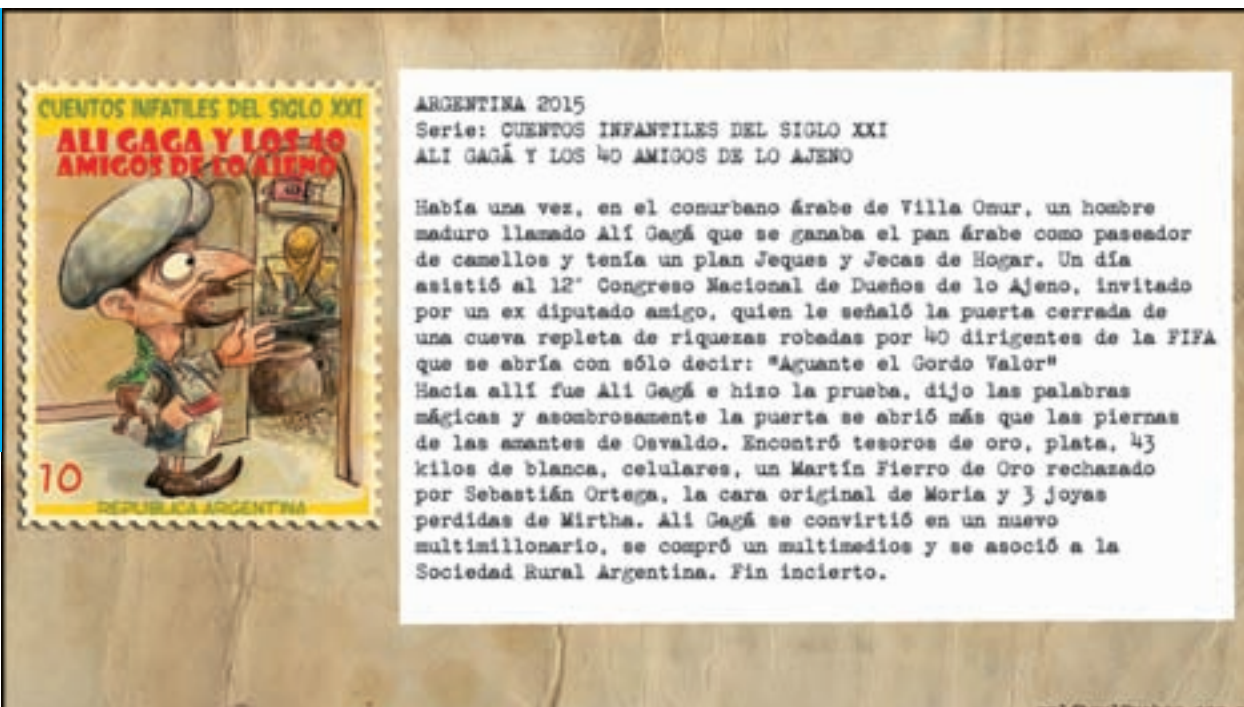 CUENTOS INFATILES DEL SIGLO XXI
ALI GAGA Y LOS 40
AMIGOS DE LO AJENO
10
REPUBLICA ARGENTINA
ARGENTINA 2015
Serie: CUENTOS INFANTILES DEL SIGLO XXI
ALI GAGÁ Y LOS 40 AMIGOS DE LO AJENO
Había una vez, en el conurbano árabe de Villa Omur, un hombre
maduro llamado Alí Gagá que se ganaba el pan árabe como paseador
de camellos y tenía un plan Jeques y Jecas de Hogar. Un día
asistió al 12° Congreso Nacional de Dueños de lo Ajeno, invitado
por un ex diputado amigo, quien le señaló la puerta cerrada de
una cueva repleta de riquezas robadas por 40 dirigentes de la FIFA
que se abría con sólo decir: "Aguante el Gordo Valor"
Hacia allí fue Ali Gagá e hizo la prueba, dijo las palabras
mágicas y asombrosamente la puerta se abrió más que las piernas
de las amantes de Osvaldo. Encontró tesoros de oro, plata, 43
kilos de blanca, celulares, un Martín Fierro de Oro rechazado
por Sebastián Ortega, la cara original de Moria y 3 joyas
perdidas de Mirtha. Ali Gagá se convirtió en un nuevo
multimillonario, se compró un multimedios y se asoció a la
Sociedad Rural Argentina. Fin incierto.